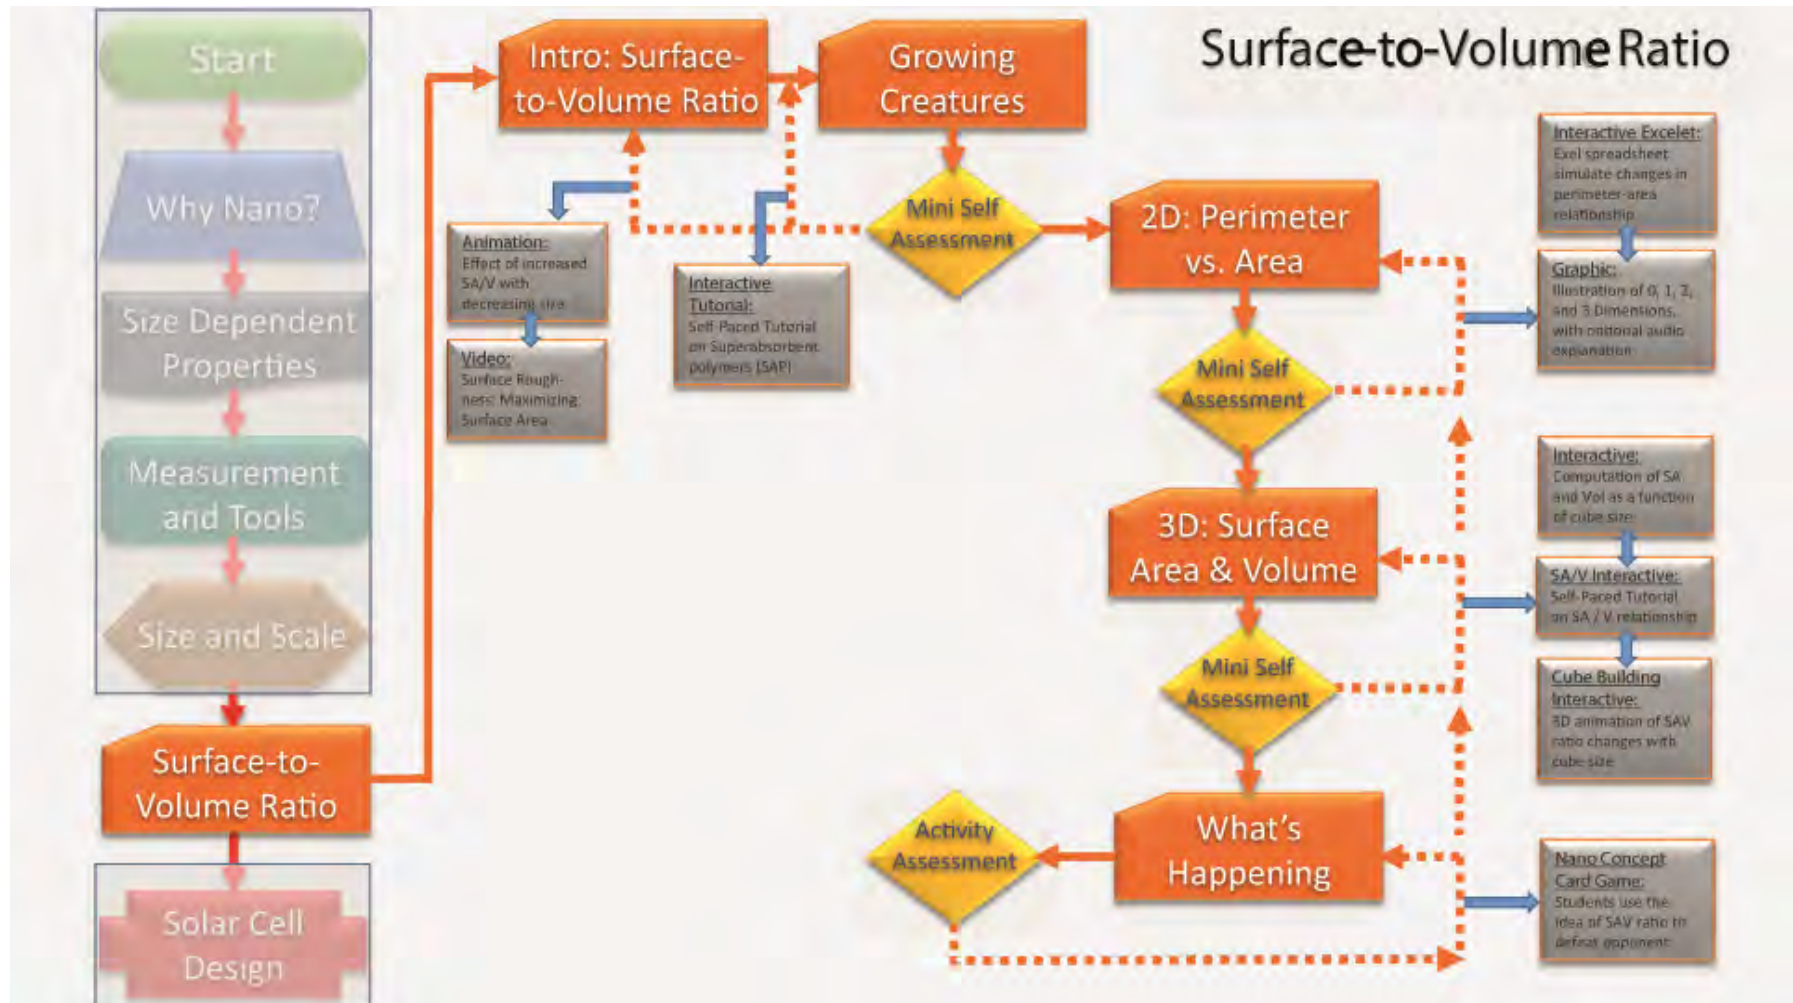 Surface-to-Volume Ratio
Start
Why Nano?
Size Dependent
Properties
Measurement
and Tools
Size and Scale
Surface-to-
Volume Ratio
Solar Cell
Design
Intro: Surface-
to-Volume Ratio
Growing
Creatures
Mini Self
Assessment
Animation:
Effect of increased
SA/V with
decreasing size
Video:
Surface Rough-
ness: Maximizing
Surface Area
Interactive
Tutorial:
Self-Paced Tutorial
on Superabsorbent
polymers (SAP)
2D: Perimeter
vs. Area
Mini Self
Assessment
3D: Surface
Area & Volume
Mini Self
Assessment
What's
Happening
Activity
Assessment
Interactive Excelet:
Exel spreadsheet
simulate changes in
perimeter-area
relationship
Graphic:
Illustration of 0, 1, 2,
and 3 Dimensions,
with optional audio
explanation
Interactive:
Computation of SA
and Vol as a function
of cube size
SA/V Interactive:
Self-Paced Tutorial
on SA / V relationship
Cube Building
Interactive:
3D animation of SAV
ratio changes with
cube size
Nano Concept
Card Game:
Students use the
idea of SAV ratio to
defeat opponent